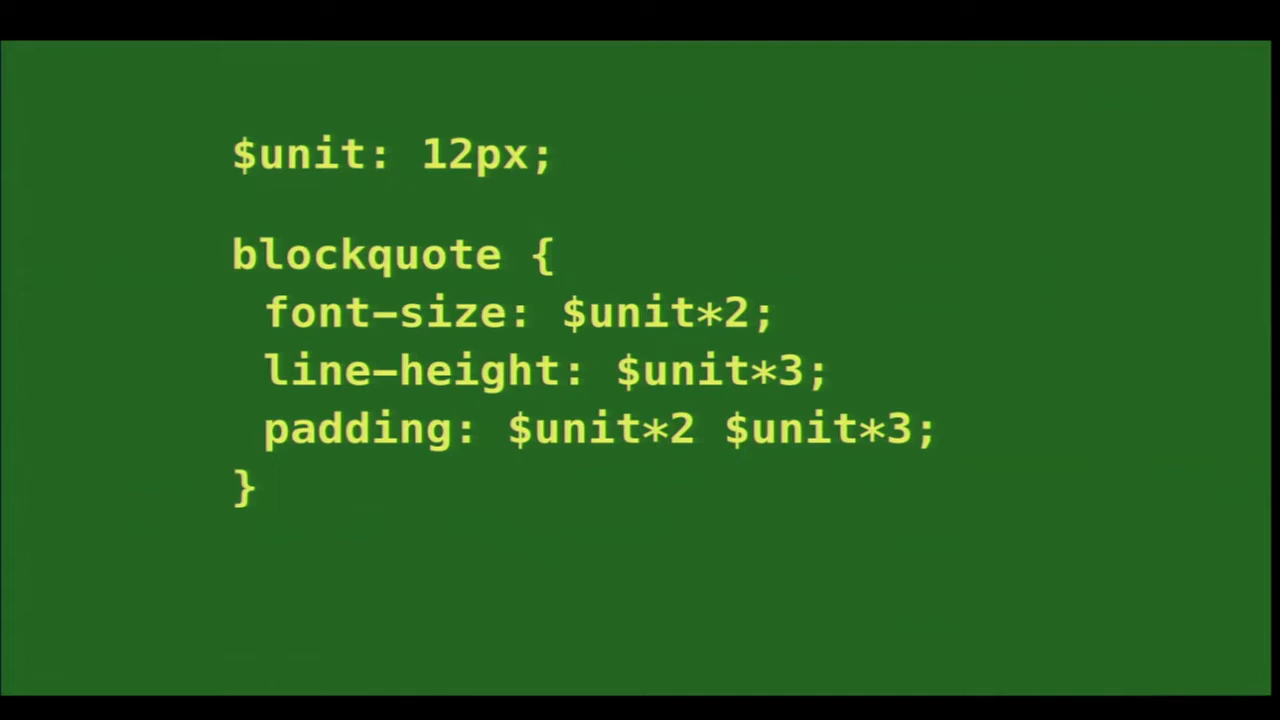 $unit: 12px;
blockquote {
font-size: $unit*2;
line-height: $unit*3;
padding: $unit*2 $unit*3;
}